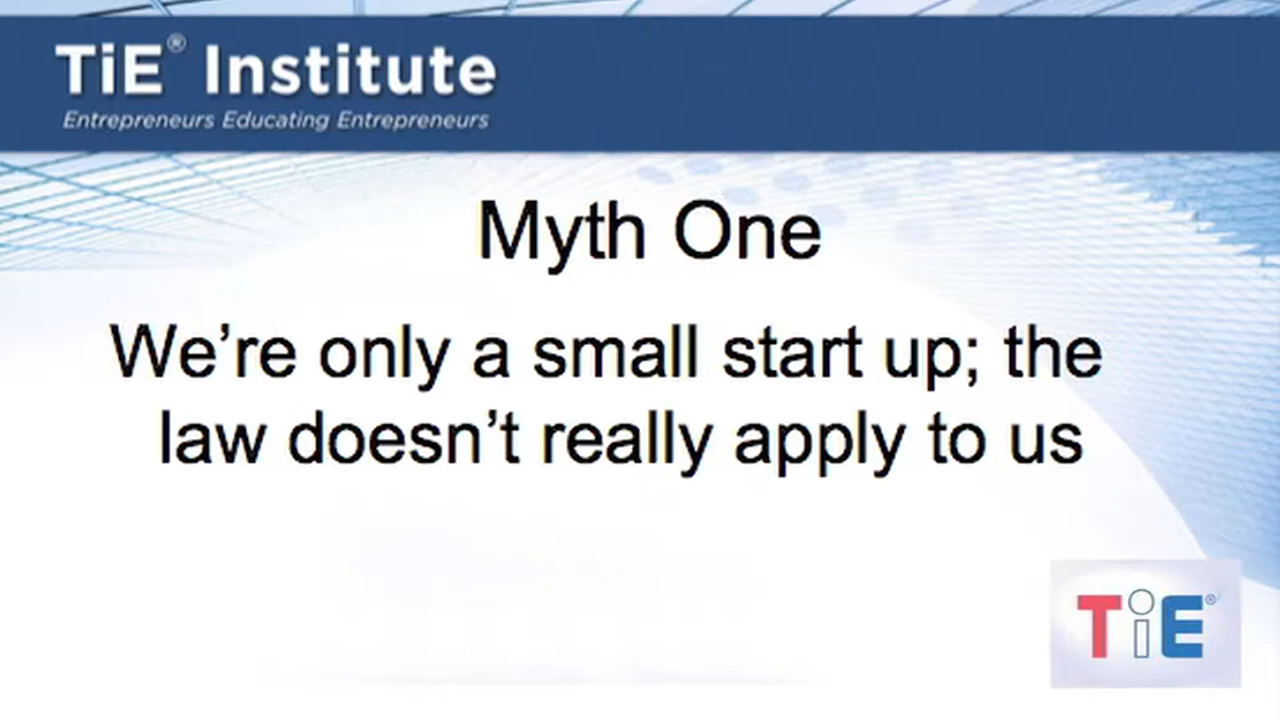 TiE® Institute
Entrepreneurs Educating Entrepreneurs
Myth One
We’re only a small start up; the
law doesn’t really apply to us
TiE®